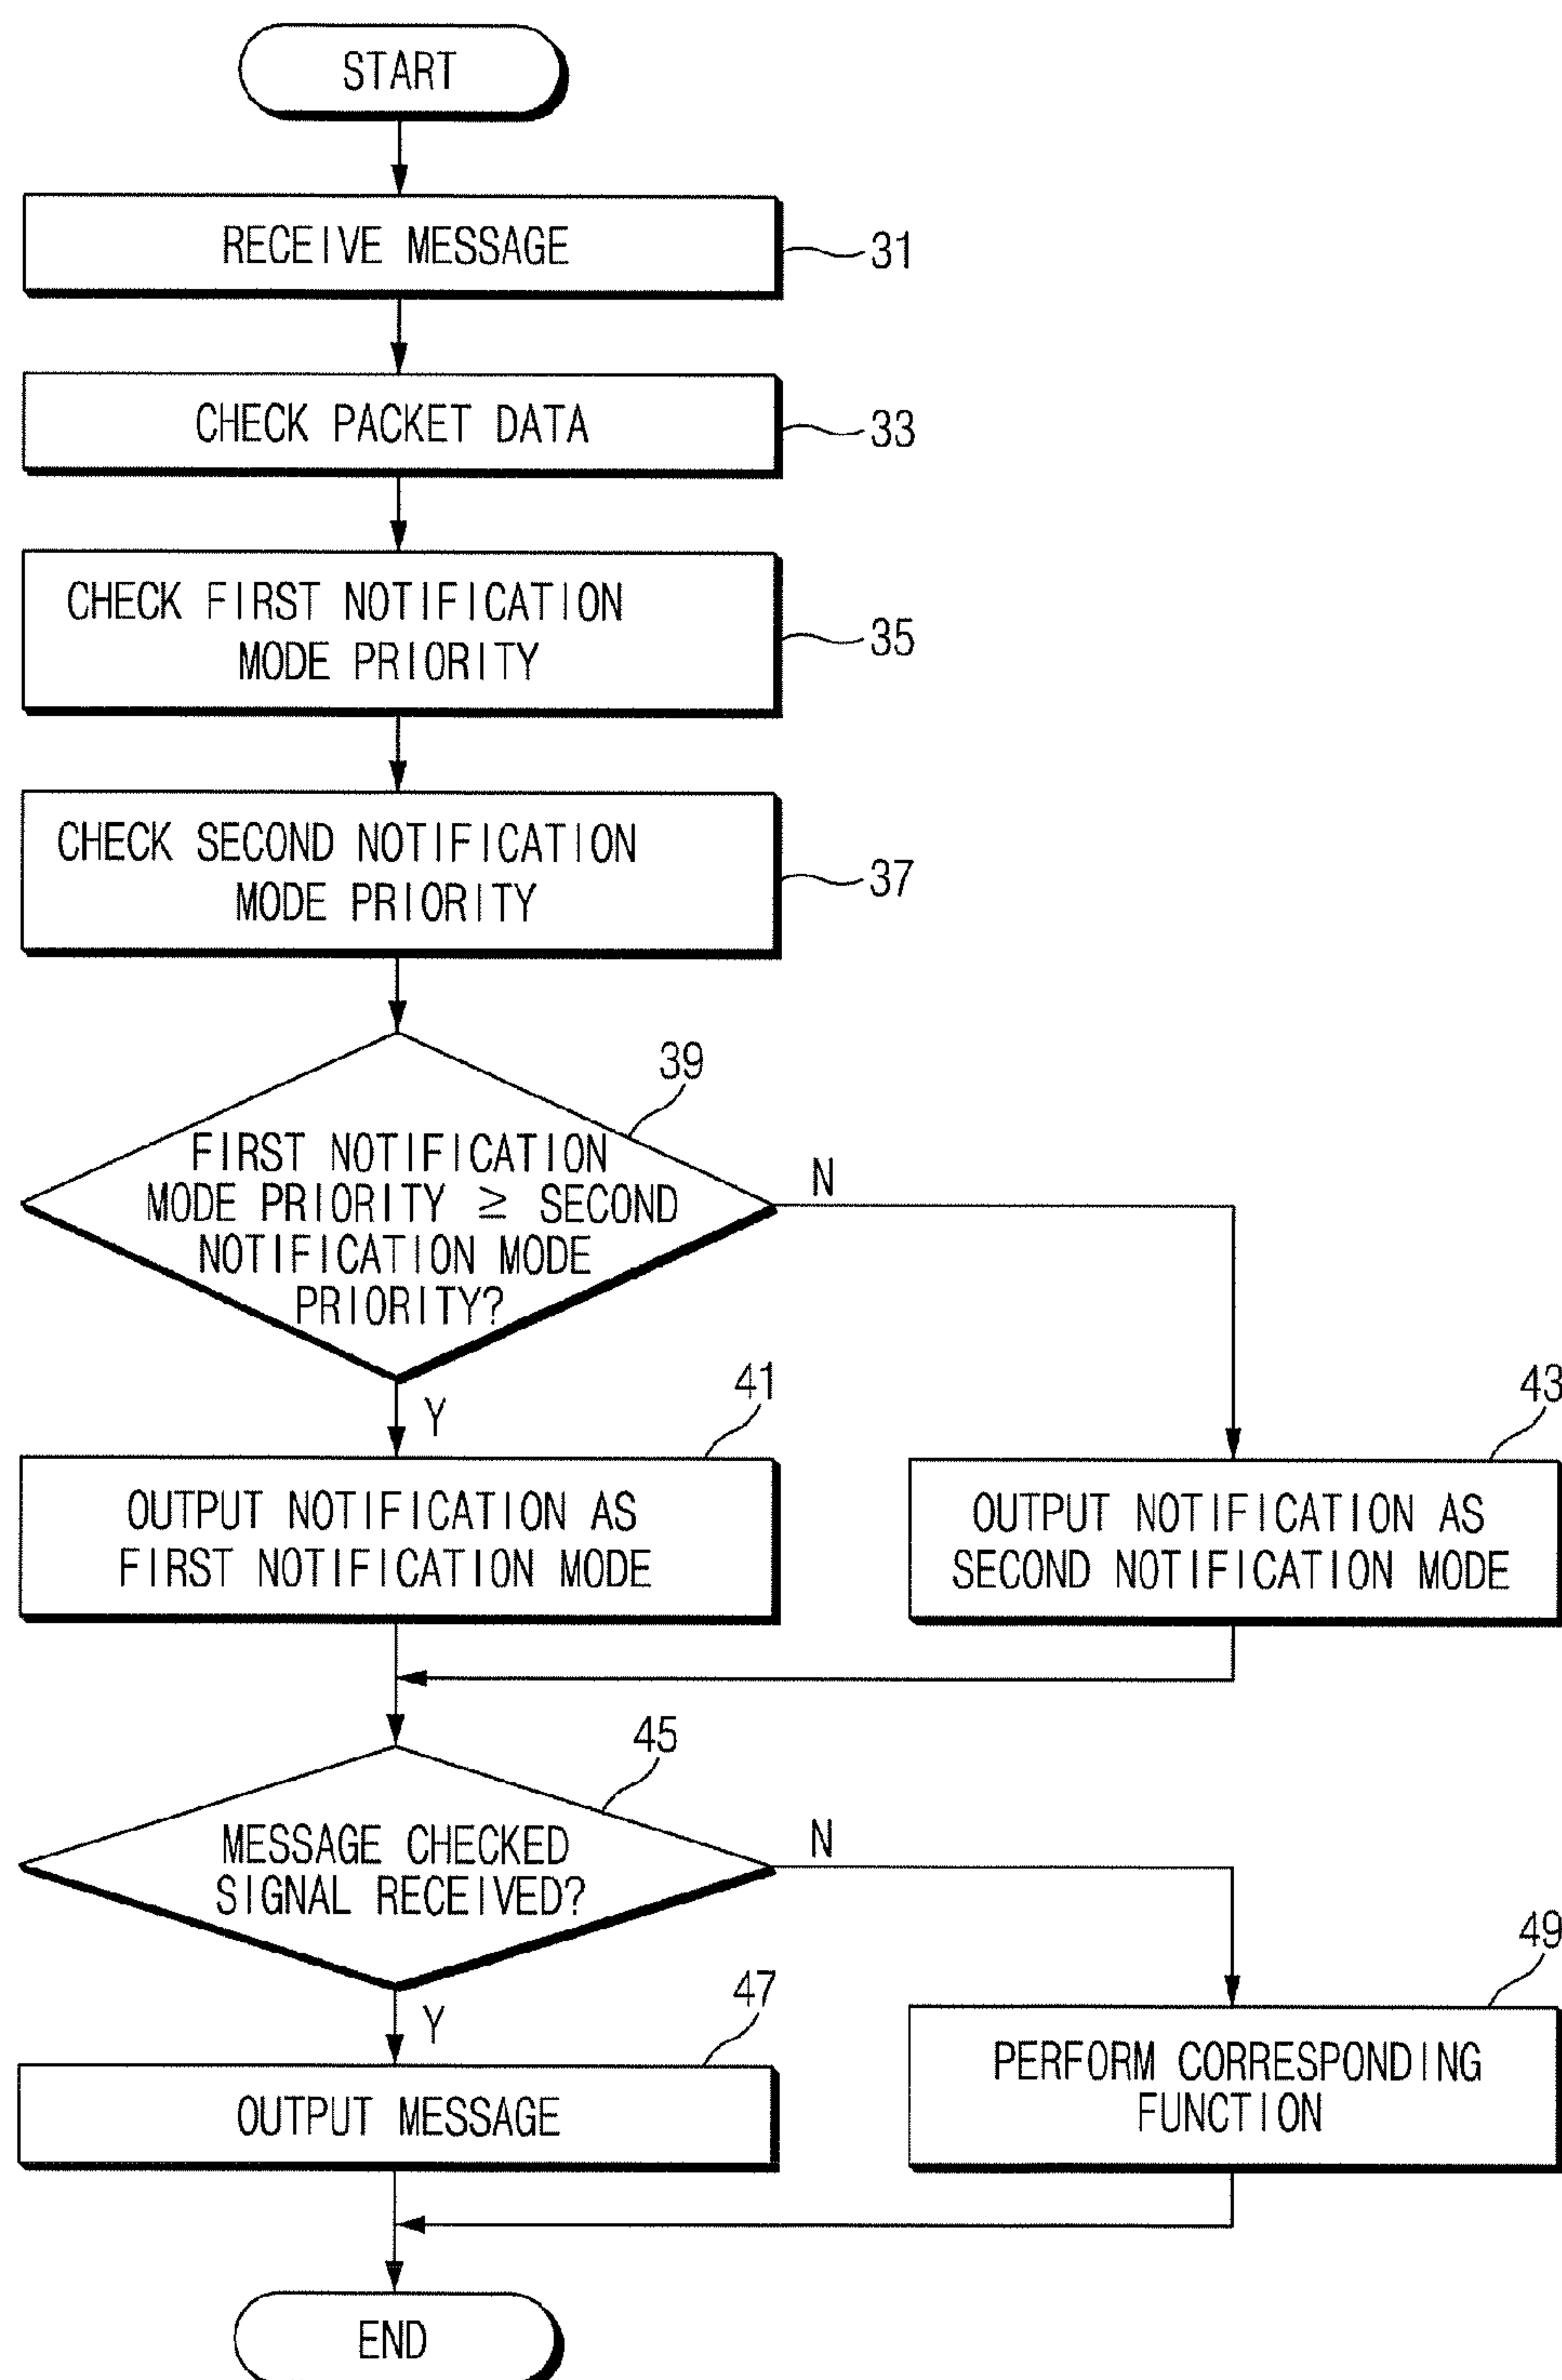 START
RECEIVE MESSAGE
31
CHECK PACKET DATA
33
CHECK FIRST NOTIFICATION
MODE PRIORITY
35
CHECK SECOND NOTIFICATION
MODE PRIORITY
37
39
FIRST NOTIFICATION
MODE PRIORITY ≥ SECOND
NOTIFICATION MODE
PRIORITY?
N
Y
41
OUTPUT NOTIFICATION AS
FIRST NOTIFICATION MODE
43
OUTPUT NOTIFICATION AS
SECOND NOTIFICATION MODE
45
MESSAGE CHECKED
SIGNAL RECEIVED?
N
Y
47
OUTPUT MESSAGE
49
PERFORM CORRESPONDING
FUNCTION
END